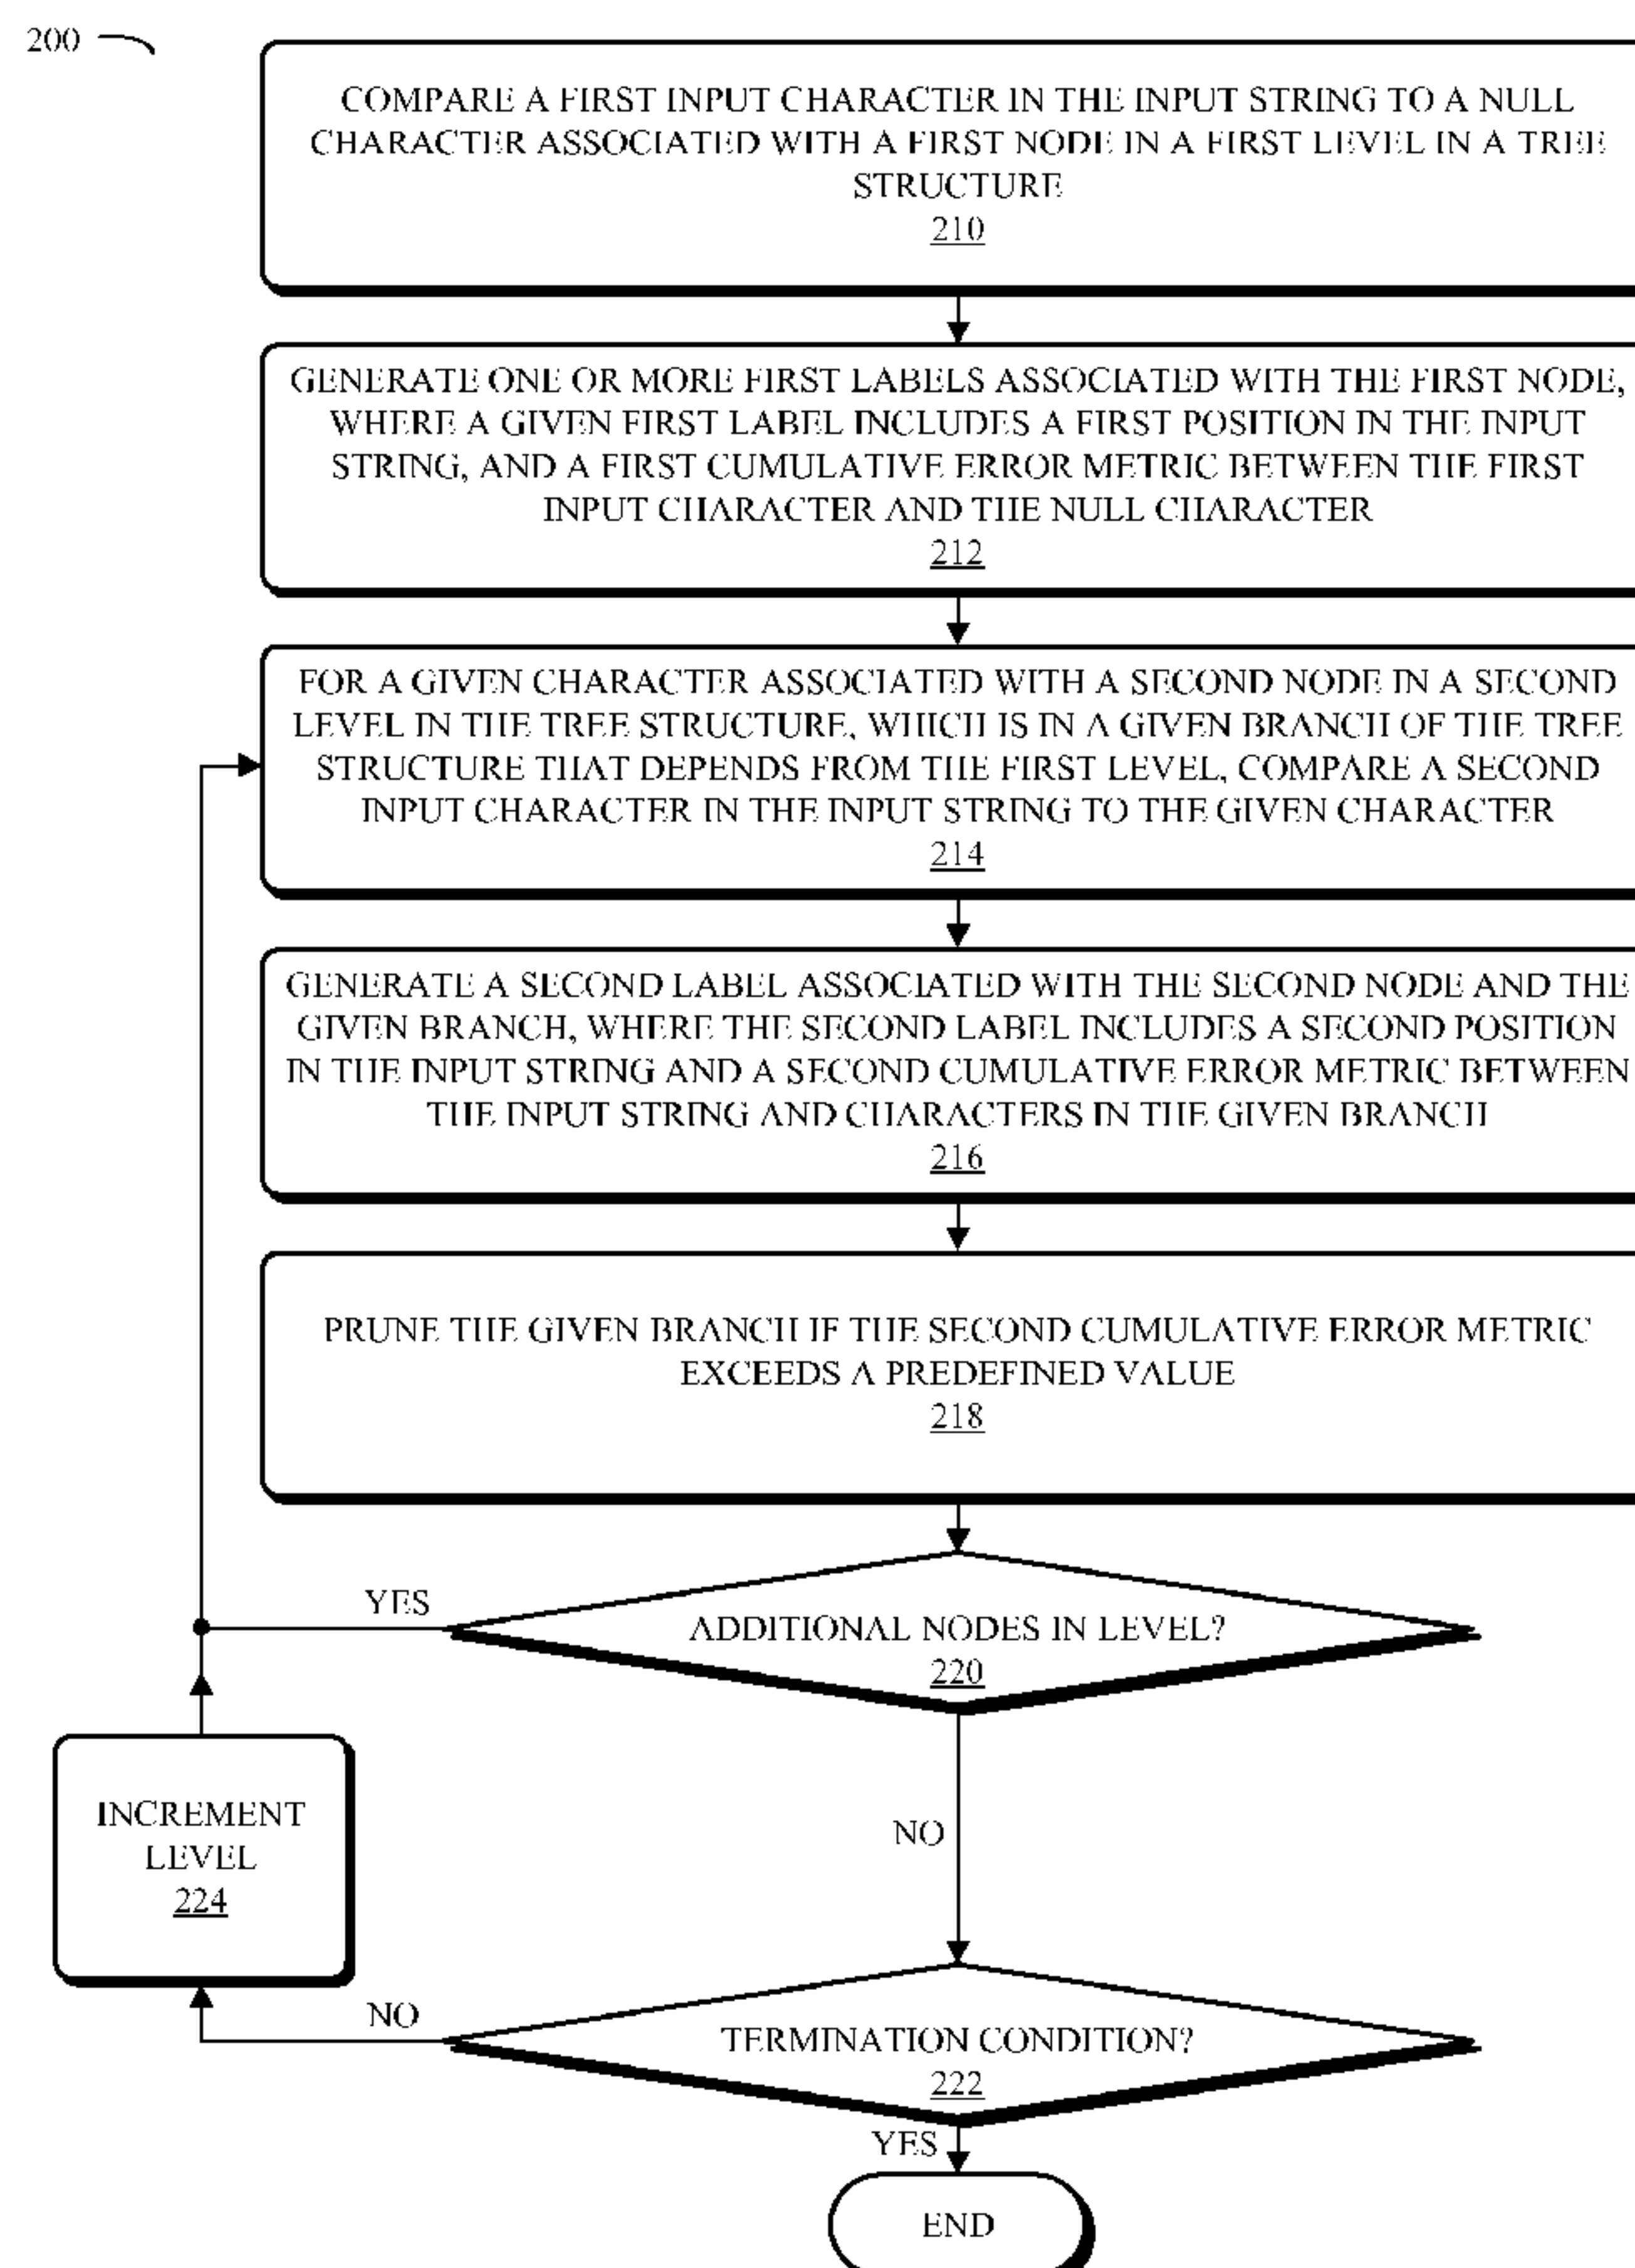 200
COMPARE A FIRST INPUT CHARACTER IN THE INPUT STRING TO A NULL
CHARACTER ASSOCIATED WITH A FIRST NODE IN A FIRST LEVEL IN A TREE
STRUCTURE
210
GENERATE ONE OR MORE FIRST LABELS ASSOCIATED WITH THE FIRST NODE,
WHERE A GIVEN FIRST LABEL INCLUDES A FIRST POSITION IN THE INPUT
STRING, AND A FIRST CUMULATIVE ERROR METRIC BETWEEN THE FIRST
INPUT CHARACTER AND THE NULL CHARACTER
212
FOR A GIVEN CHARACTER ASSOCIATED WITH A SECOND NODE IN A SECOND
LEVEL IN THE TREE STRUCTURE, WHICH IS IN A GIVEN BRANCH OF THE TREE
STRUCTURE THAT DEPENDS FROM THE FIRST LEVEL, COMPARE A SECOND
INPUT CHARACTER IN THE INPUT STRING TO THE GIVEN CHARACTER
214
GENERATE A SECOND LABEL ASSOCIATED WITH THE SECOND NODE AND THE
GIVEN BRANCH, WHERE THE SECOND LABEL INCLUDES A SECOND POSITION
IN THE INPUT STRING AND A SECOND CUMULATIVE ERROR METRIC BETWEEN
THE INPUT STRING AND CHARACTERS IN THE GIVEN BRANCH
216
PRUNE THE GIVEN BRANCH IF THE SECOND CUMULATIVE ERROR METRIC
EXCEEDS A PREDEFINED VALUE
218
YES
ADDITIONAL NODES IN LEVEL?
220
INCREMENT
LEVEL
224
NO
NO
TERMINATION CONDITION?
222
YES
END